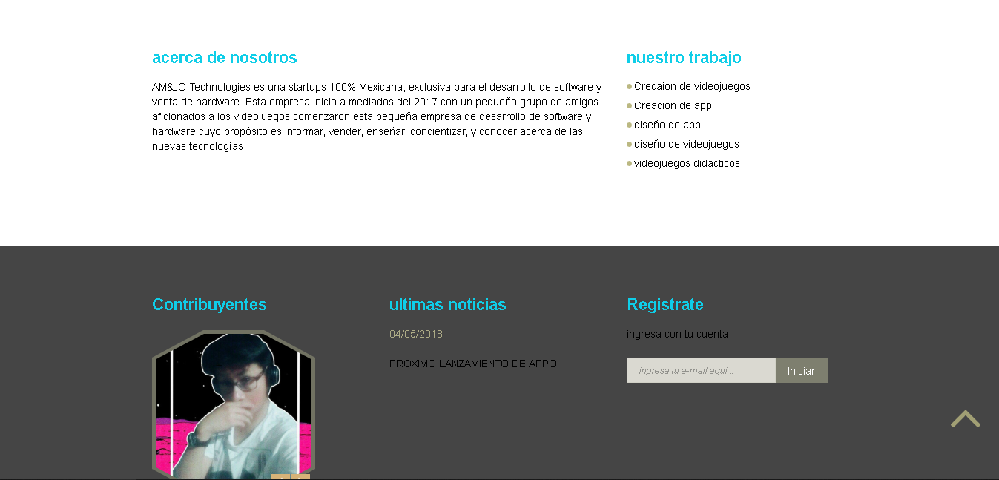 acerca de nosotros
AM&JO Technologies es una startups 100% Mexicana, exclusiva para el desarrollo de software y
venta de hardware. Esta empresa inicio a mediados del 2017 con un pequeño grupo de amigos
aficionados a los videojuegos comenzaron esta pequeña empresa de desarrollo de software y
hardware cuyo propósito es informar, vender, enseñar, concientizar, y conocer acerca de las
nuevas tecnologías.
nuestro trabajo
Crecaion de videojuegos
Creacion de app
diseño de app
diseño de videojuegos
videojuegos didacticos
Contribuyentes
ultimas noticias
04/05/2018
PROXIMO LANZAMIENTO DE APPO
Registrate
ingresa con tu cuenta
ingresa tu e-mail aqui...
Iniciar